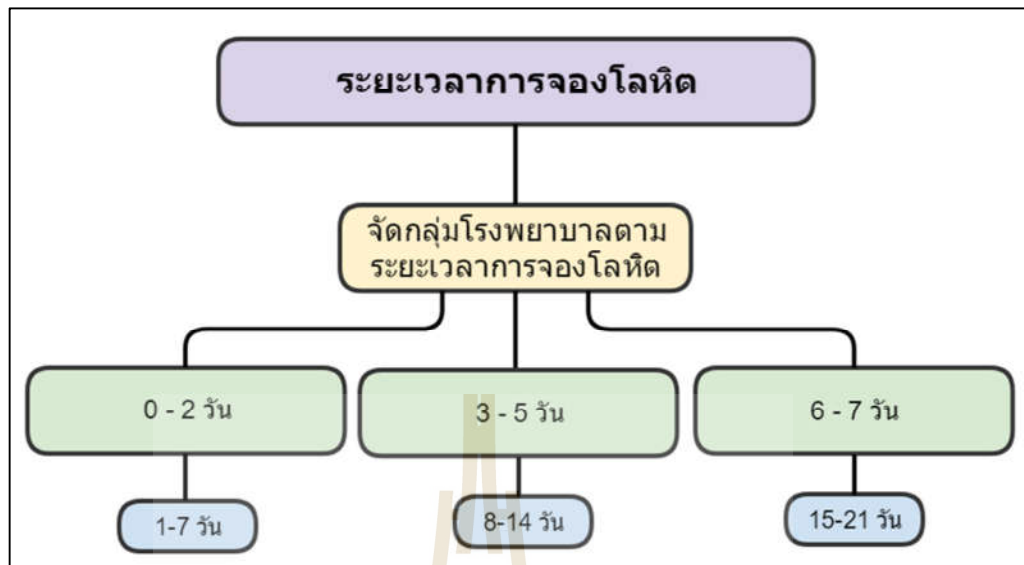 ระยะเวลาการจองโลหิต
จัดกลุ่มโรงพยาบาลตาม
ระยะเวลาการจองโลหิต
0 - 2 วัน
3 - 5 วัน
6 - 7 วัน
1-7 วัน
8-14 วัน
15-21 วัน